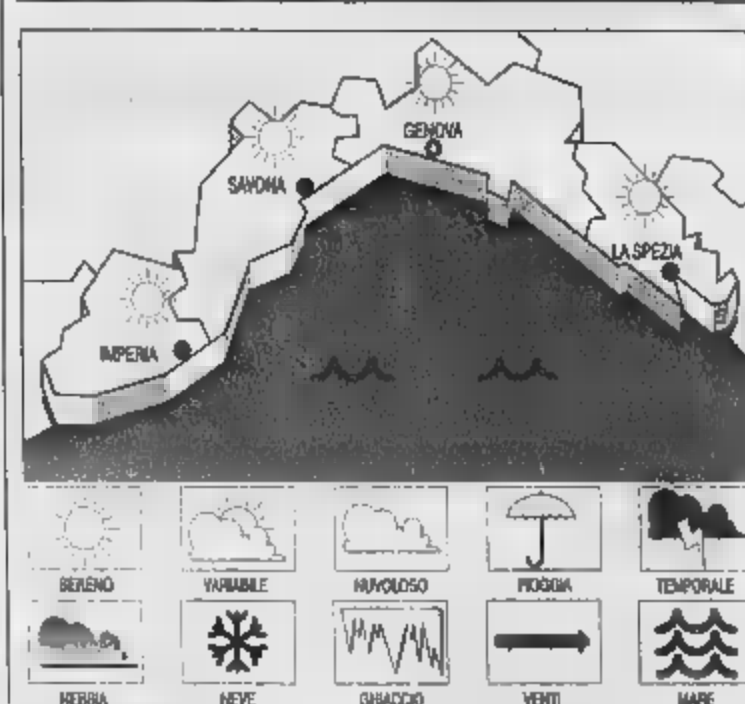 GENOVA
SAVONA
LA SPEZIA
IMPERIA
SERENO VARIABILE NUVOLOSO PIOGGIA TEMPORALE
NEBBIA NEVE GHIACCIO VENTI MARE